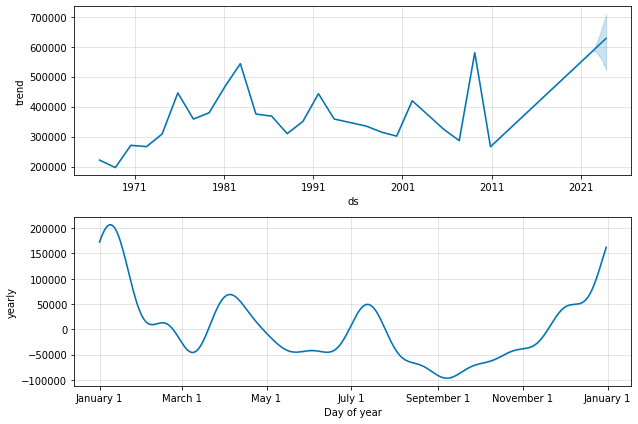 700000
600000
500000
400000
300000
200000
trend
1971 1981 1991 2001 2011 2021
ds
200000
150000
100000
50000
0
−50000
−100000
yearly
January 1 March 1 May 1 July 1 September 1 November 1 January 1
Day of year